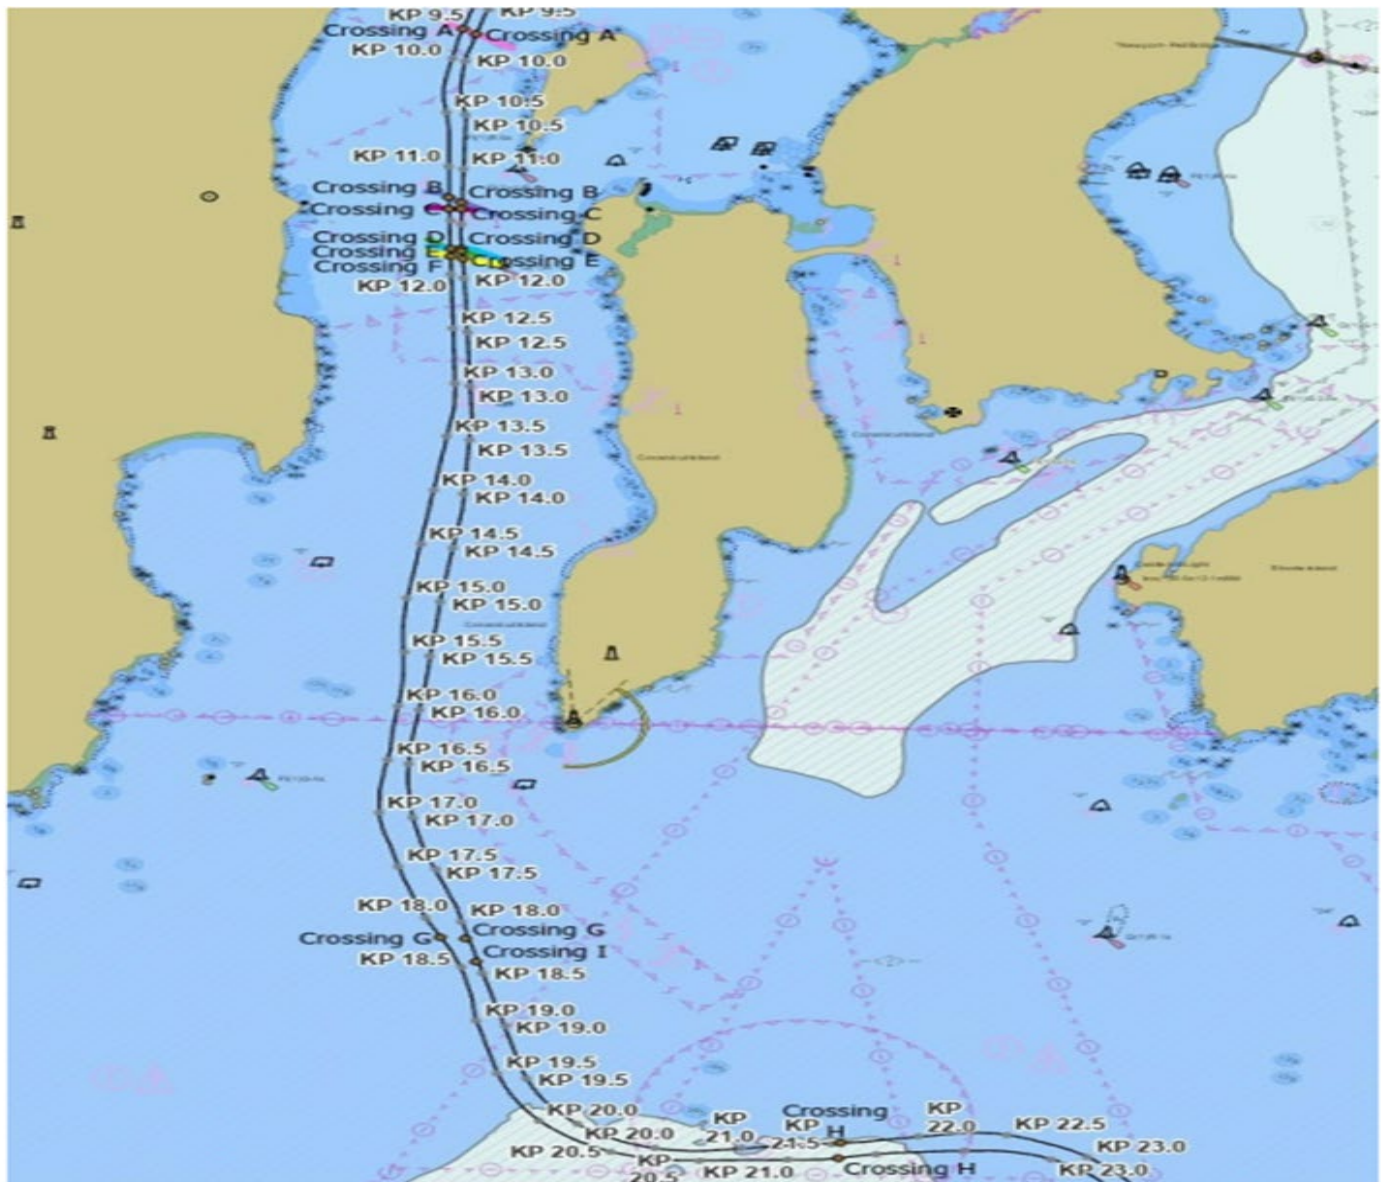 KP 9.5
KP 9.5
Crossing A
Crossing A
KP 10.0
KP 10.0
KP 10.5
KP 10.5
KP 11.0
KP 11.0
Crossing B
Crossing B
Crossing C
Crossing C
Crossing D
Crossing D
Crossing E
Crossing E
Crossing F
KP 12.0
KP 12.0
KP 12.5
KP 12.5
KP 13.0
KP 13.0
KP 13.5
KP 13.5
KP 14.0
KP 14.0
KP 14.5
KP 14.5
KP 15.0
KP 15.0
KP 15.5
KP 15.5
KP 16.0
KP 16.0
KP 16.5
KP 16.5
KP 17.0
KP 17.0
KP 17.5
KP 17.5
KP 18.0
KP 18.0
Crossing G
Crossing G
Crossing I
KP 18.5
KP 18.5
KP 19.0
KP 19.0
KP 19.5
KP 19.5
KP 20.0
KP 20.0
KP 20.5
KP
20.5
KP
21.0
KP 21.0
Crossing
H
KP
21.5
Crossing H
KP
22.0
KP 22.5
KP 23.0
KP 23.0